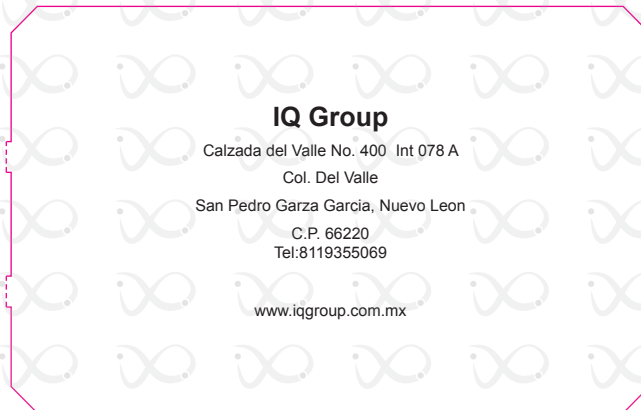 IQ Group
Calzada del Valle No. 400 Int 078 A
Col. Del Valle
San Pedro Garza Garcia, Nuevo Leon
C.P. 66220
Tel:8119355069
www.iqgroup.com.mx